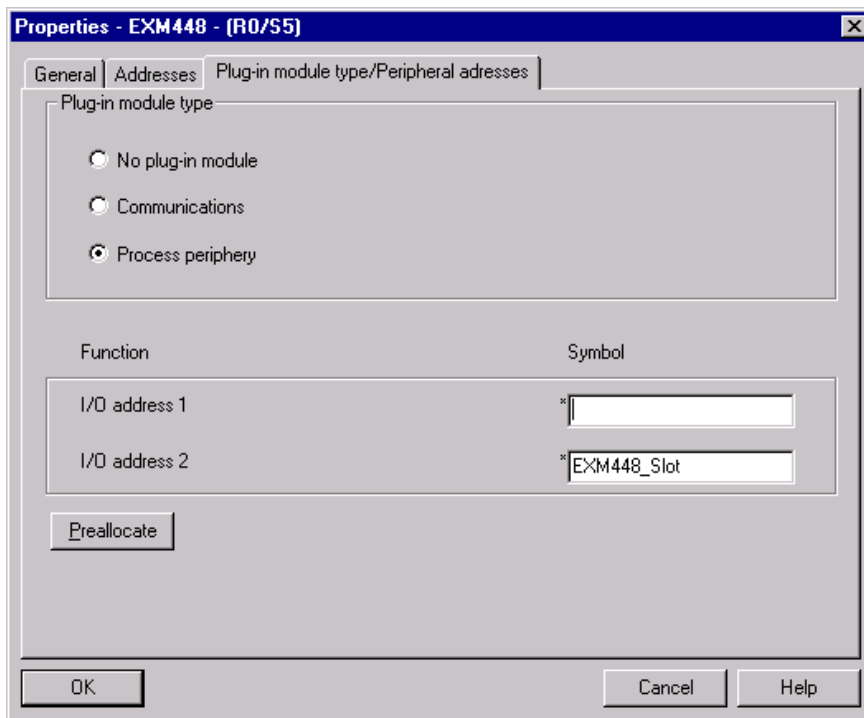 Properties - EXM448 - (R0/S5)
General Addresses Plug-in module type/Peripheral adresses
Plug-in module type
No plug-in module
Communications
Process periphery
Function Symbol
I/O address 1 *
I/O address 2 * EXM448_Slot
Preallocate
OK Cancel Help